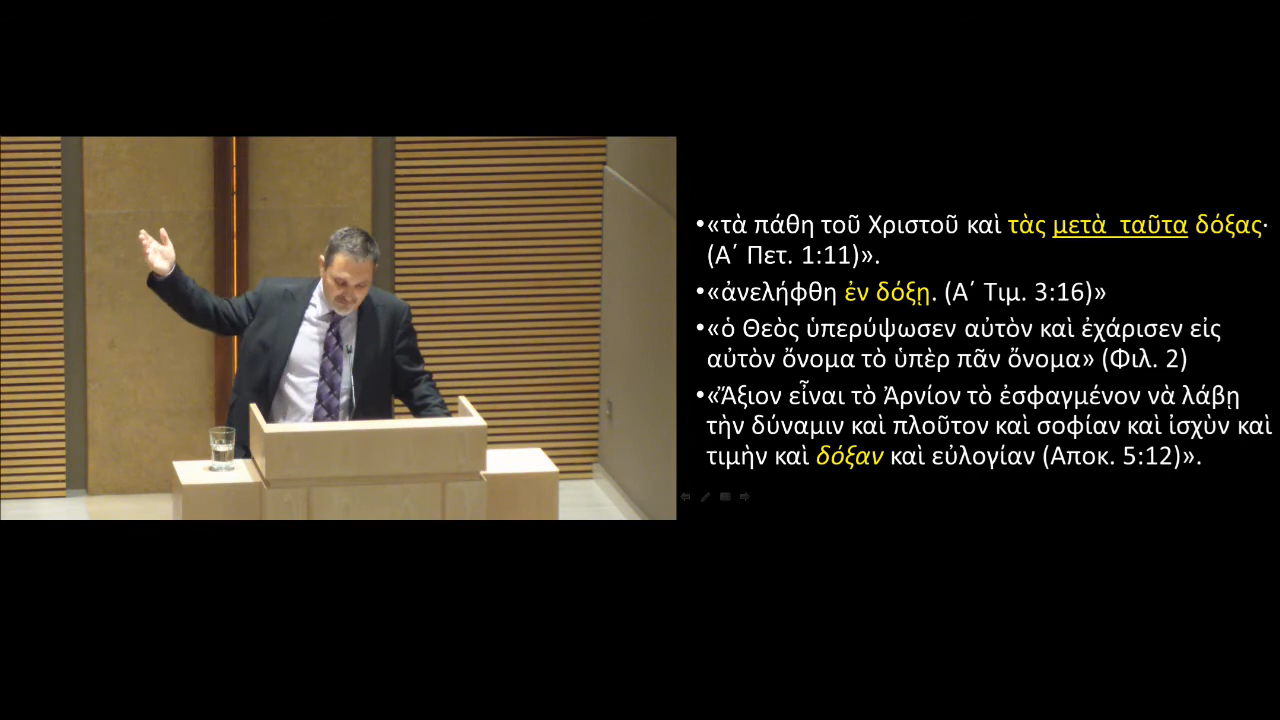 •«τὰ πάθη τοῦ Χριστοῦ καὶ τὰς μετὰ ταῦτα δόξας·
(Α΄ Πετ. 1:11)».
•«ἀνελήφθη ἐν δόξῃ. (Α΄ Τιμ. 3:16)»
•«ὁ Θεὸς ὑπερύψωσεν αὐτὸν καὶ ἐχάρισεν εἰς
αὐτὸν ὄνομα τὸ ὑπὲρ πᾶν ὄνομα» (Φιλ. 2)
•«Ἄξιον εἶναι τὸ Ἀρνίον τὸ ἐσφαγμένον νὰ λάβῃ
τὴν δύναμιν καὶ πλοῦτον καὶ σοφίαν καὶ ἰσχὺν καὶ
τιμὴν καὶ δόξαν καὶ εὐλογίαν (Αποκ. 5:12)».